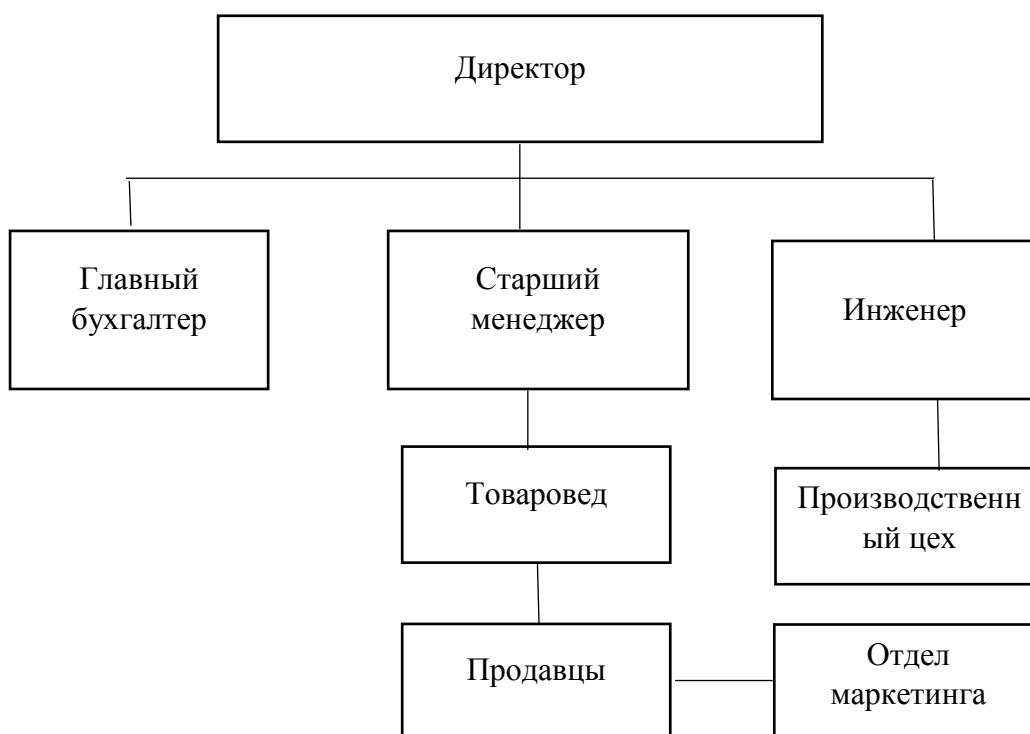 Директор
Главный
бухгалтер
Старший
менеджер
Инженер
Товаровед
Производственн
ый цех
Продавцы
Отдел
маркетинга